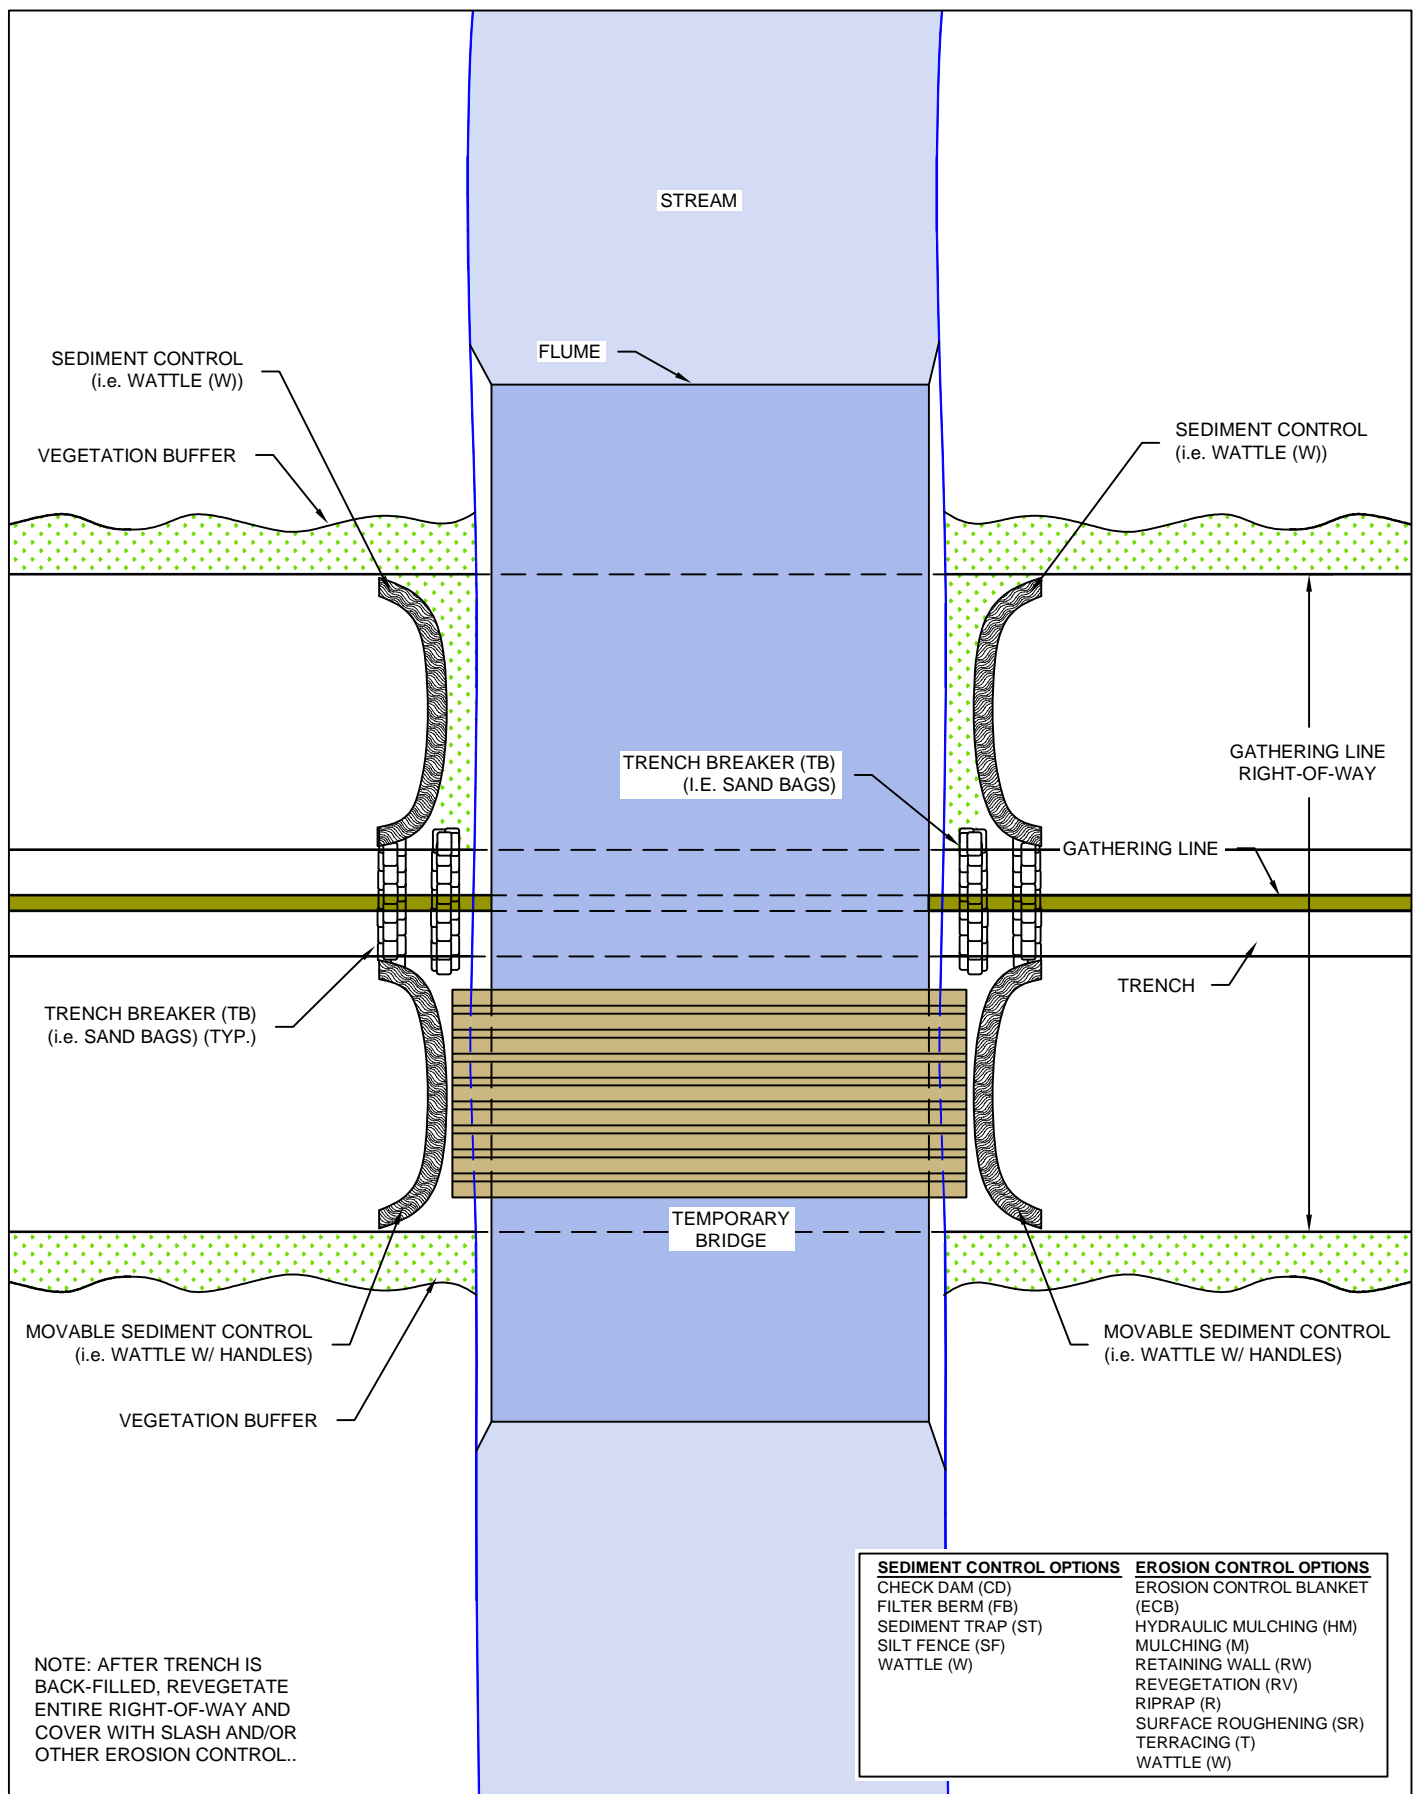 STREAM
FLUME
SEDIMENT CONTROL
(i.e. WATTLE (W))
VEGETATION BUFFER
SEDIMENT CONTROL
(i.e. WATTLE (W))
TRENCH BREAKER (TB)
(I.E. SAND BAGS)
GATHERING LINE
RIGHT-OF-WAY
GATHERING LINE
TRENCH
TRENCH BREAKER (TB)
(i.e. SAND BAGS) (TYP.)
TEMPORARY
BRIDGE
MOVABLE SEDIMENT CONTROL
(i.e. WATTLE W/ HANDLES)
MOVABLE SEDIMENT CONTROL
(i.e. WATTLE W/ HANDLES)
VEGETATION BUFFER
NOTE: AFTER TRENCH IS
BACK-FILLED, REVEGETATE
ENTIRE RIGHT-OF-WAY AND
COVER WITH SLASH AND/OR
OTHER EROSION CONTROL..
SEDIMENT CONTROL OPTIONS
CHECK DAM (CD)
FILTER BERM (FB)
SEDIMENT TRAP (ST)
SILT FENCE (SF)
WATTLE (W)
EROSION CONTROL OPTIONS
EROSION CONTROL BLANKET
(ECB)
HYDRAULIC MULCHING (HM)
MULCHING (M)
RETAINING WALL (RW)
REVEGETATION (RV)
RIPRAP (R)
SURFACE ROUGHENING (SR)
TERRACING (T)
WATTLE (W)